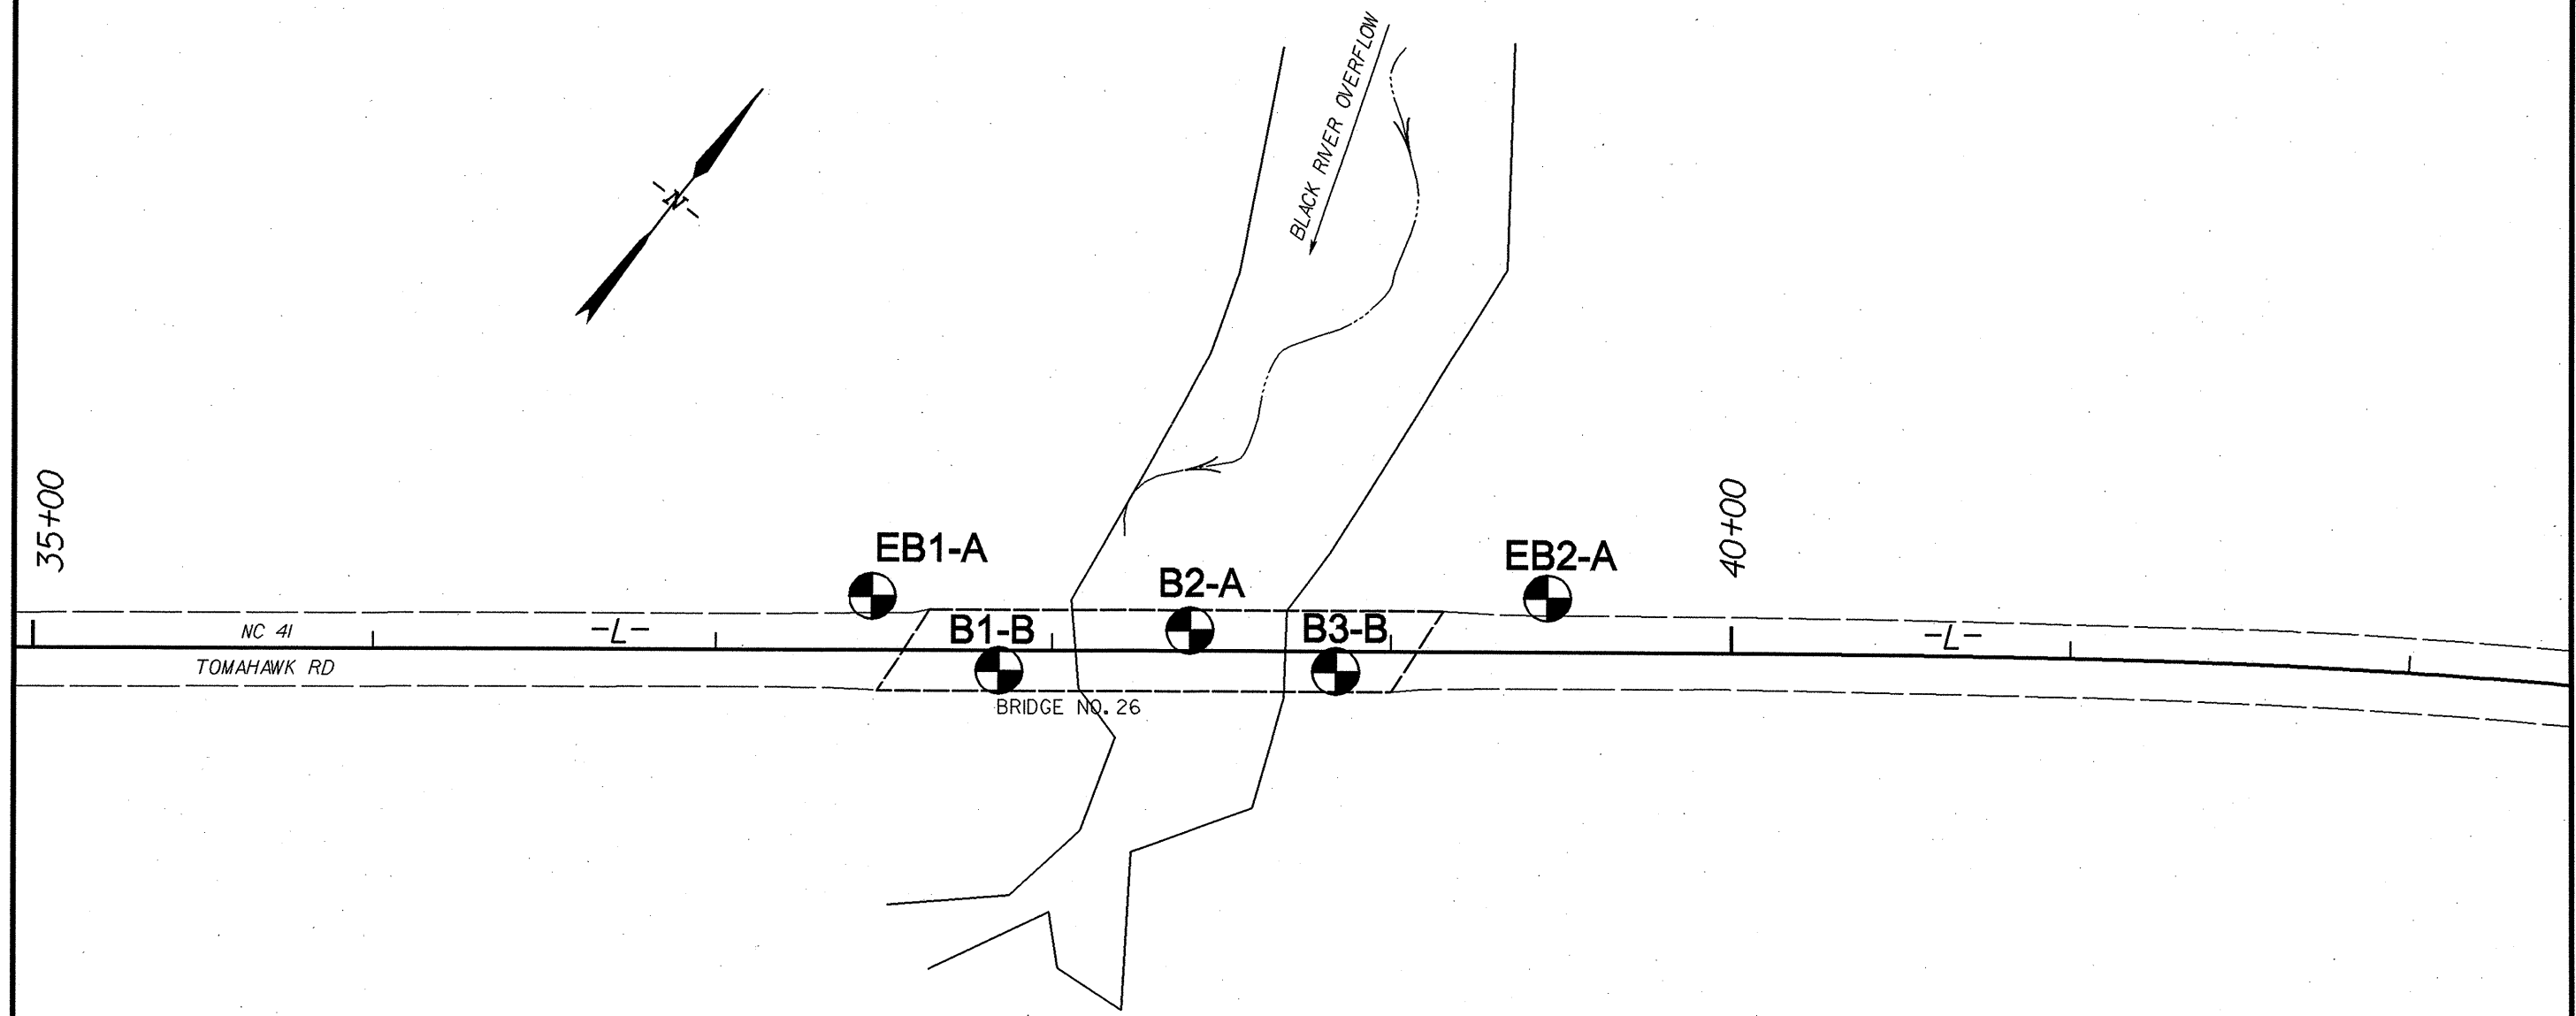 BLACK RIVER OVERFLOW
N
35+00
40+00
EB1-A
EB2-A
B2-A
B1-B
B3-B
NC 41
-L-
-L-
TOMAHAWK RD
BRIDGE NO. 26